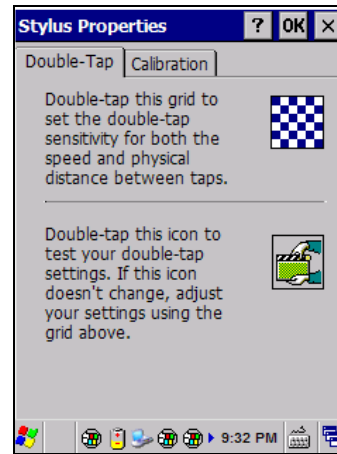 Stylus Properties ? OK ×
Double-Tap Calibration
Double-tap this grid to
set the double-tap
sensitivity for both the
speed and physical
distance between taps.
Double-tap this icon to
test your double-tap
settings. If this icon
doesn't change, adjust
your settings using the
grid above.
9:32 PM